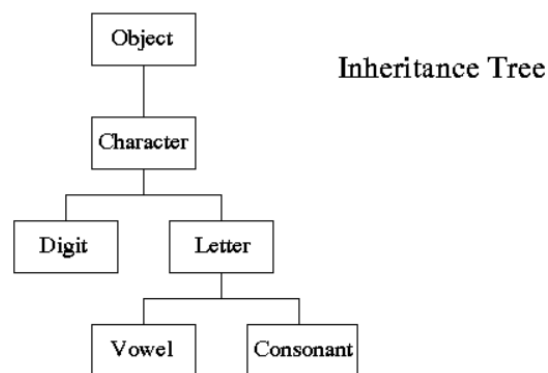 Object
Inheritance Tree
Character
Digit Letter
Vowel Consonant